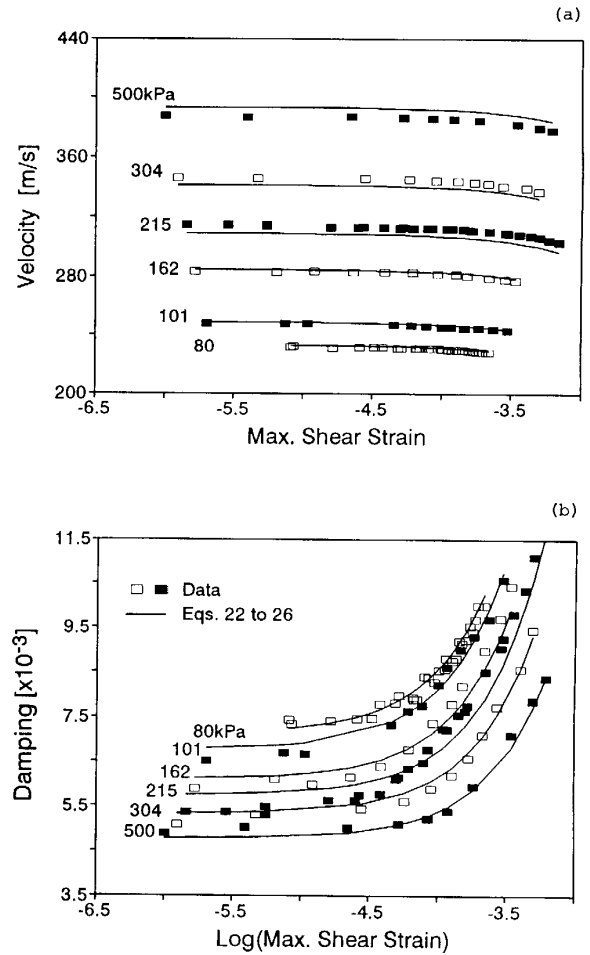 (a)
440
500kPa
360
304
215
280
162
101
80
200
-6.5
-5.5
-4.5
-3.5
Velocity [m/s]
Max. Shear Strain
(b)
11.5
Data
Eqs. 22 to 26
9.5
7.5
80kPa
101
162
215
5.5
304
500
3.5
-6.5
-5.5
-4.5
-3.5
Damping [x10-3)
Log(Max. Shear Strain)